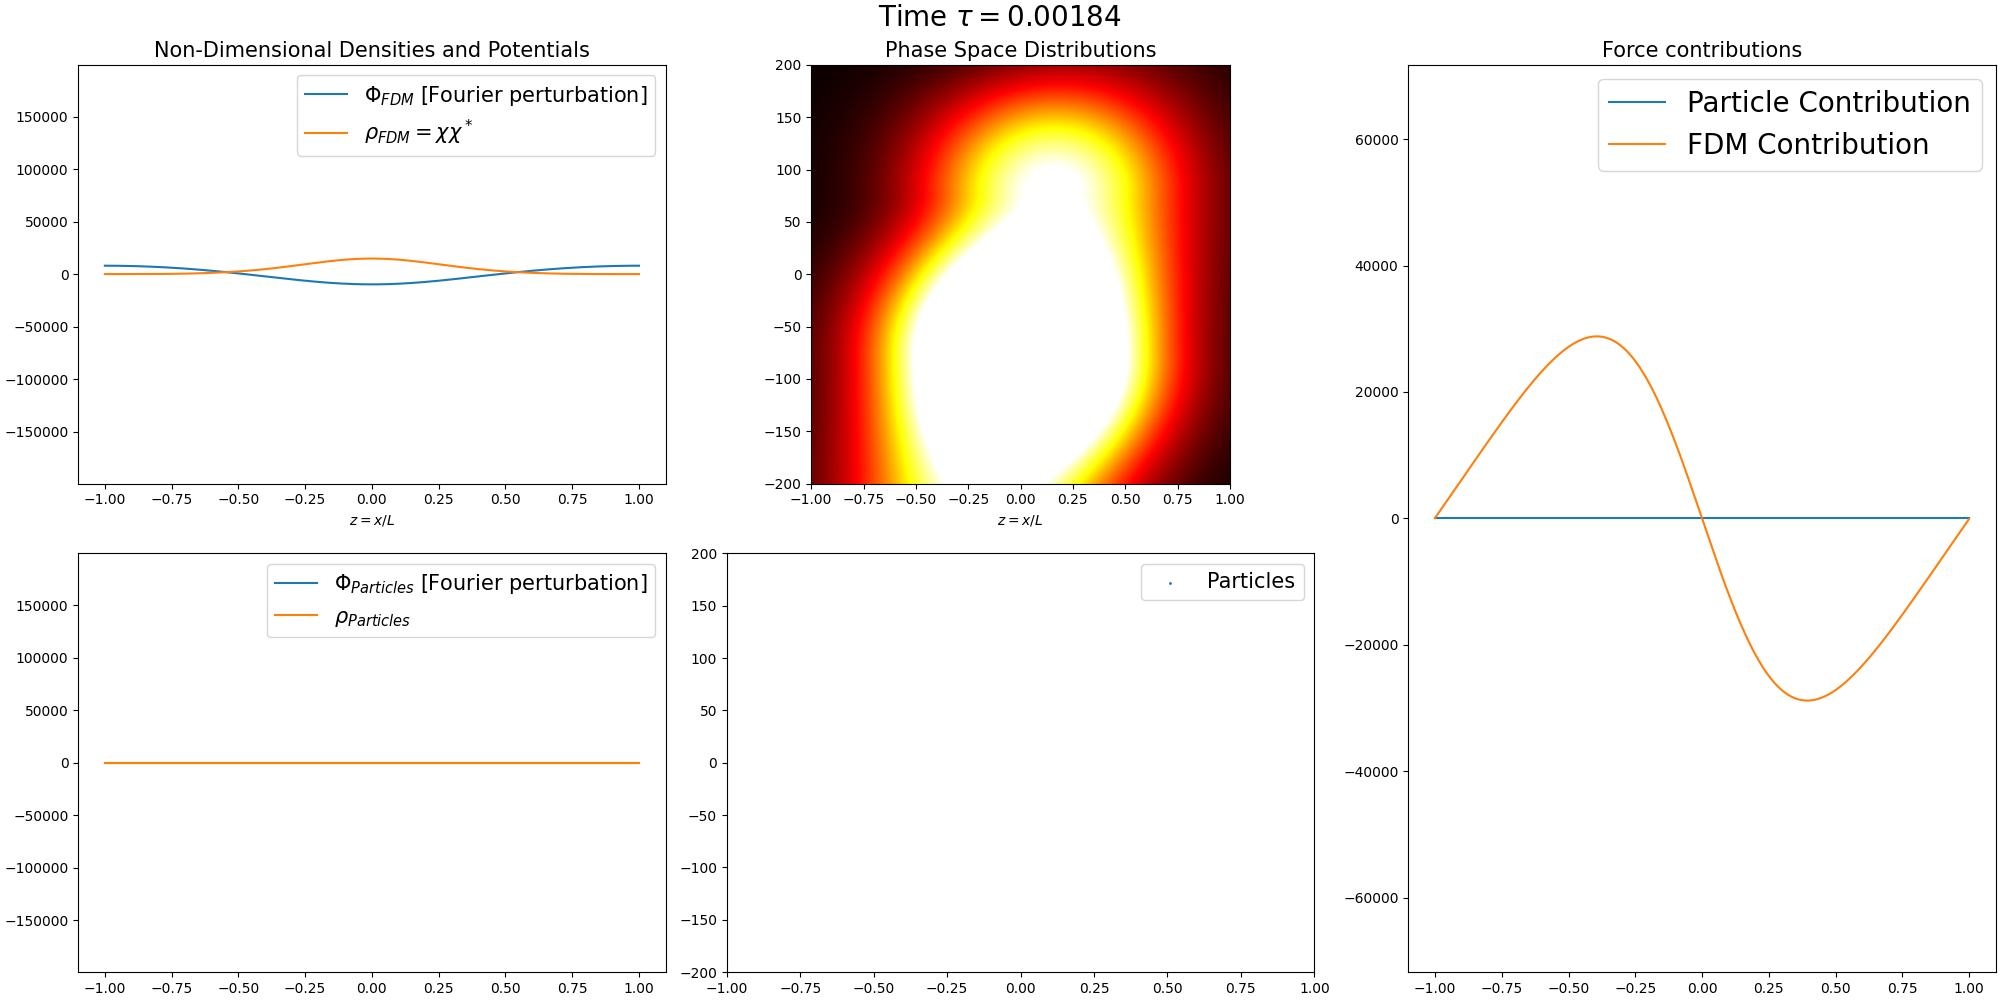 Time τ = 0.00184
Non-Dimensional Densities and Potentials
Φ_FDM [Fourier perturbation]
ρ_FDM = χχ*
150000
100000
50000
0
−50000
−100000
−150000
−1.00 −0.75 −0.50 −0.25 0.00 0.25 0.50 0.75 1.00
z = x/L
Phase Space Distributions
200
150
100
50
0
−50
−100
−150
−200
−1.00 −0.75 −0.50 −0.25 0.00 0.25 0.50 0.75 1.00
z = x/L
Force contributions
Particle Contribution
FDM Contribution
60000
40000
20000
0
−20000
−40000
−60000
−1.00 −0.75 −0.50 −0.25 0.00 0.25 0.50 0.75 1.00
Φ_Particles [Fourier perturbation]
ρ_Particles
150000
100000
50000
0
−50000
−100000
−150000
−1.00 −0.75 −0.50 −0.25 0.00 0.25 0.50 0.75 1.00
Particles
200
150
100
50
0
−50
−100
−150
−200
−1.00 −0.75 −0.50 −0.25 0.00 0.25 0.50 0.75 1.00